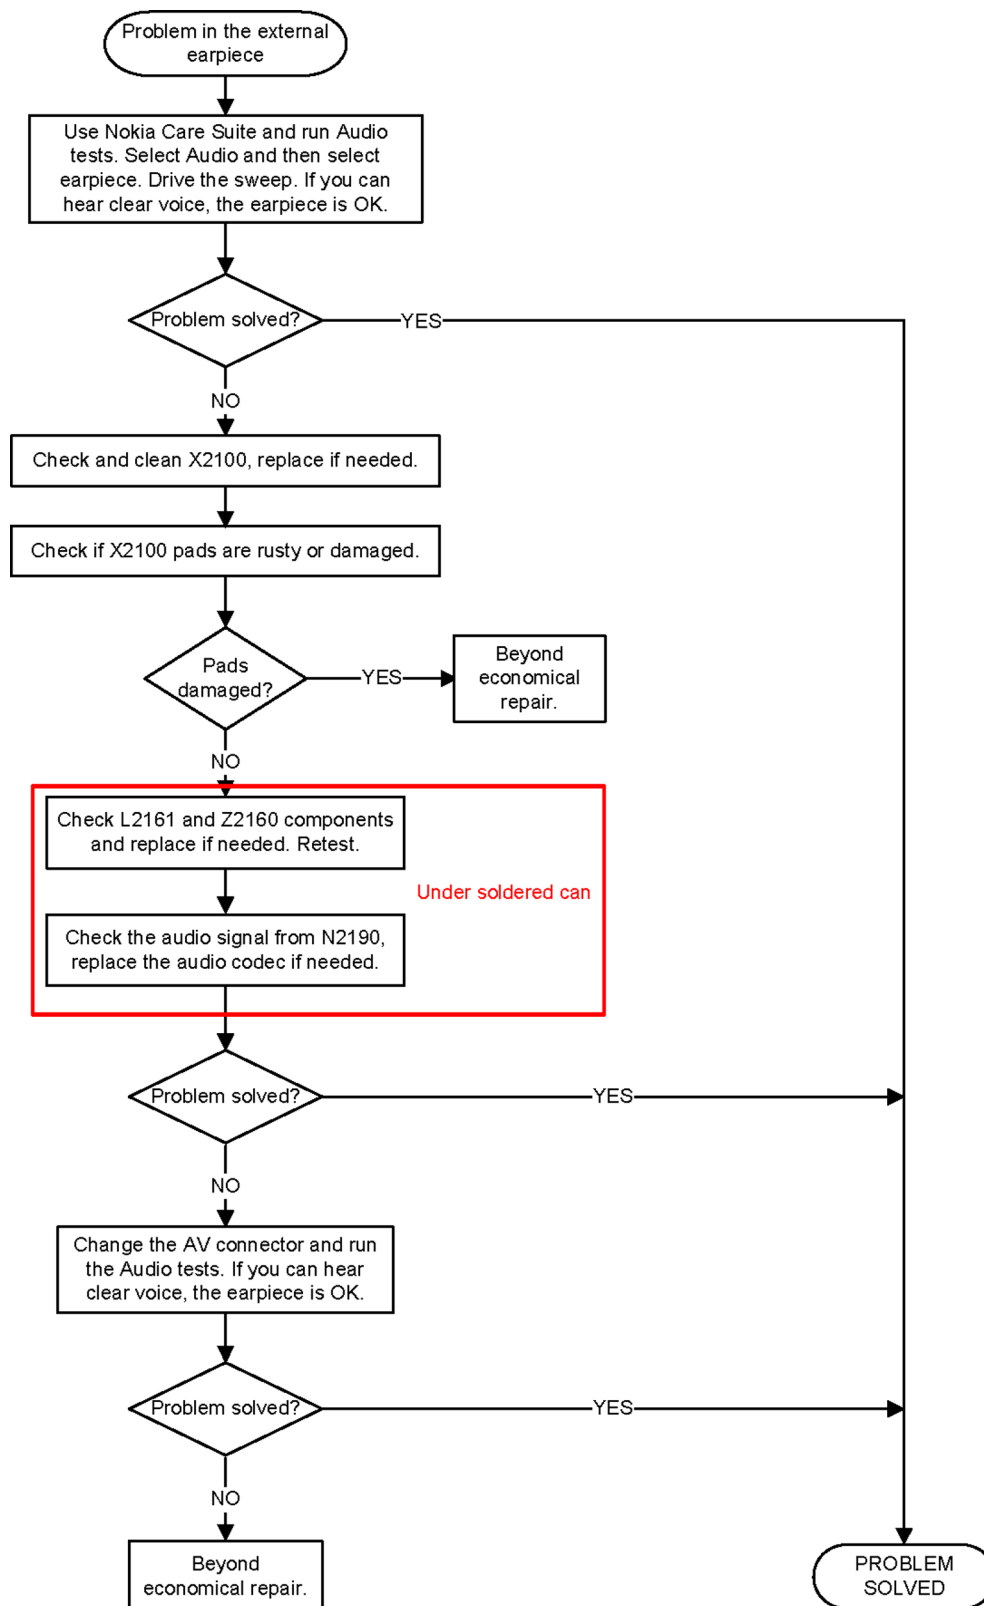 Problem in the external
earpiece
Use Nokia Care Suite and run Audio
tests. Select Audio and then select
earpiece. Drive the sweep. If you can
hear clear voice, the earpiece is OK.
Problem solved?
YES
NO
Check and clean X2100, replace if needed.
Check if X2100 pads are rusty or damaged.
Pads
damaged?
YES
Beyond
economical
repair.
NO
Check L2161 and Z2160 components
and replace if needed. Retest.
Under soldered can
Check the audio signal from N2190,
replace the audio codec if needed.
Problem solved?
YES
NO
Change the AV connector and run
the Audio tests. If you can hear
clear voice, the earpiece is OK.
Problem solved?
YES
NO
Beyond
economical repair.
PROBLEM
SOLVED